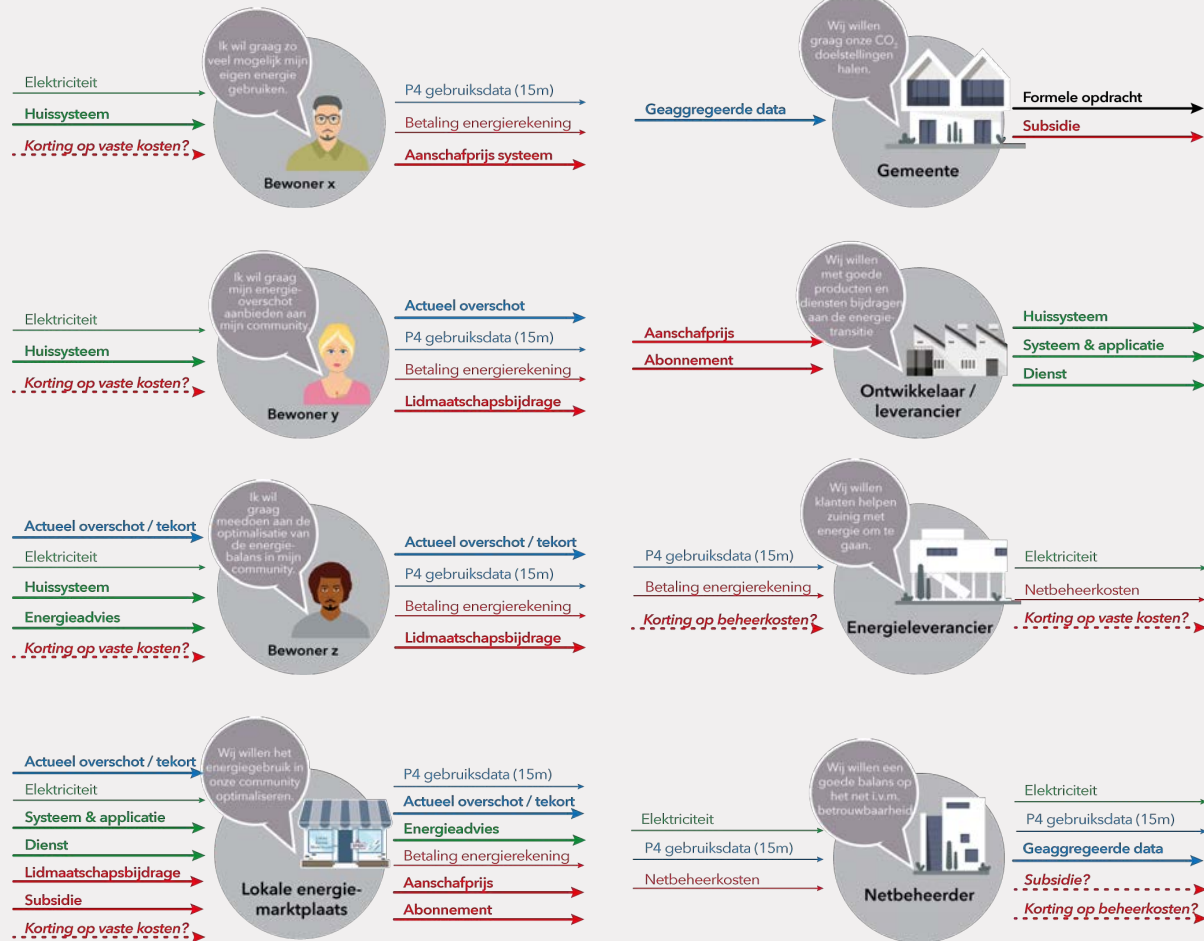 Ik wil graag zo
veel mogelijk mijn
eigen energie
gebruiken.
Elektriciteit
Huissysteem
Korting op vaste kosten?
P4 gebruiksdata (15m)
Betaling energierekening
Aanschafprijs systeem
Bewoner x
Wij willen
graag onze CO₂
doelstellingen
halen.
Geaggregeerde data
Formele opdracht
Subsidie
Gemeente
Ik wil graag
mijn energie-
overschot
aanbieden aan
mijn community.
Elektriciteit
Huissysteem
Korting op vaste kosten?
Actueel overschot
P4 gebruiksdata (15m)
Betaling energierekening
Lidmaatschapsbijdrage
Bewoner y
Wij willen
met goede
producten en
diensten bijdragen
aan de energie-
transitie
Aanschafprijs
Abonnement
Huissysteem
Systeem & applicatie
Dienst
Ontwikkelaar /
leverancier
Ik wil
graag
meedoen aan de
optimalisatie van
de energie-
balans in mijn
community.
Actueel overschot / tekort
Elektriciteit
Huissysteem
Energieadvies
Korting op vaste kosten?
Actueel overschot / tekort
P4 gebruiksdata (15m)
Betaling energierekening
Lidmaatschapsbijdrage
Bewoner z
Wij willen
klanten helpen
zuinig met
energie om te
gaan.
P4 gebruiksdata (15m)
Betaling energierekening
Korting op beheerkosten?
Elektriciteit
Netbeheerkosten
Korting op vaste kosten?
Energieleverancier
Wij willen het
energiegebruik in
onze community
optimaliseren.
Actueel overschot / tekort
Elektriciteit
Systeem & applicatie
Dienst
Lidmaatschapsbijdrage
Subsidie
Korting op vaste kosten?
P4 gebruiksdata (15m)
Actueel overschot / tekort
Energieadvies
Betaling energierekening
Aanschafprijs
Abonnement
Lokale energie-
marktplaats
Wij willen een
goede balans op
het net i.v.m.
betrouwbaarheid
Elektriciteit
P4 gebruiksdata (15m)
Netbeheerkosten
Elektriciteit
P4 gebruiksdata (15m)
Geaggregeerde data
Subsidie?
Korting op beheerkosten?
Netbeheerder